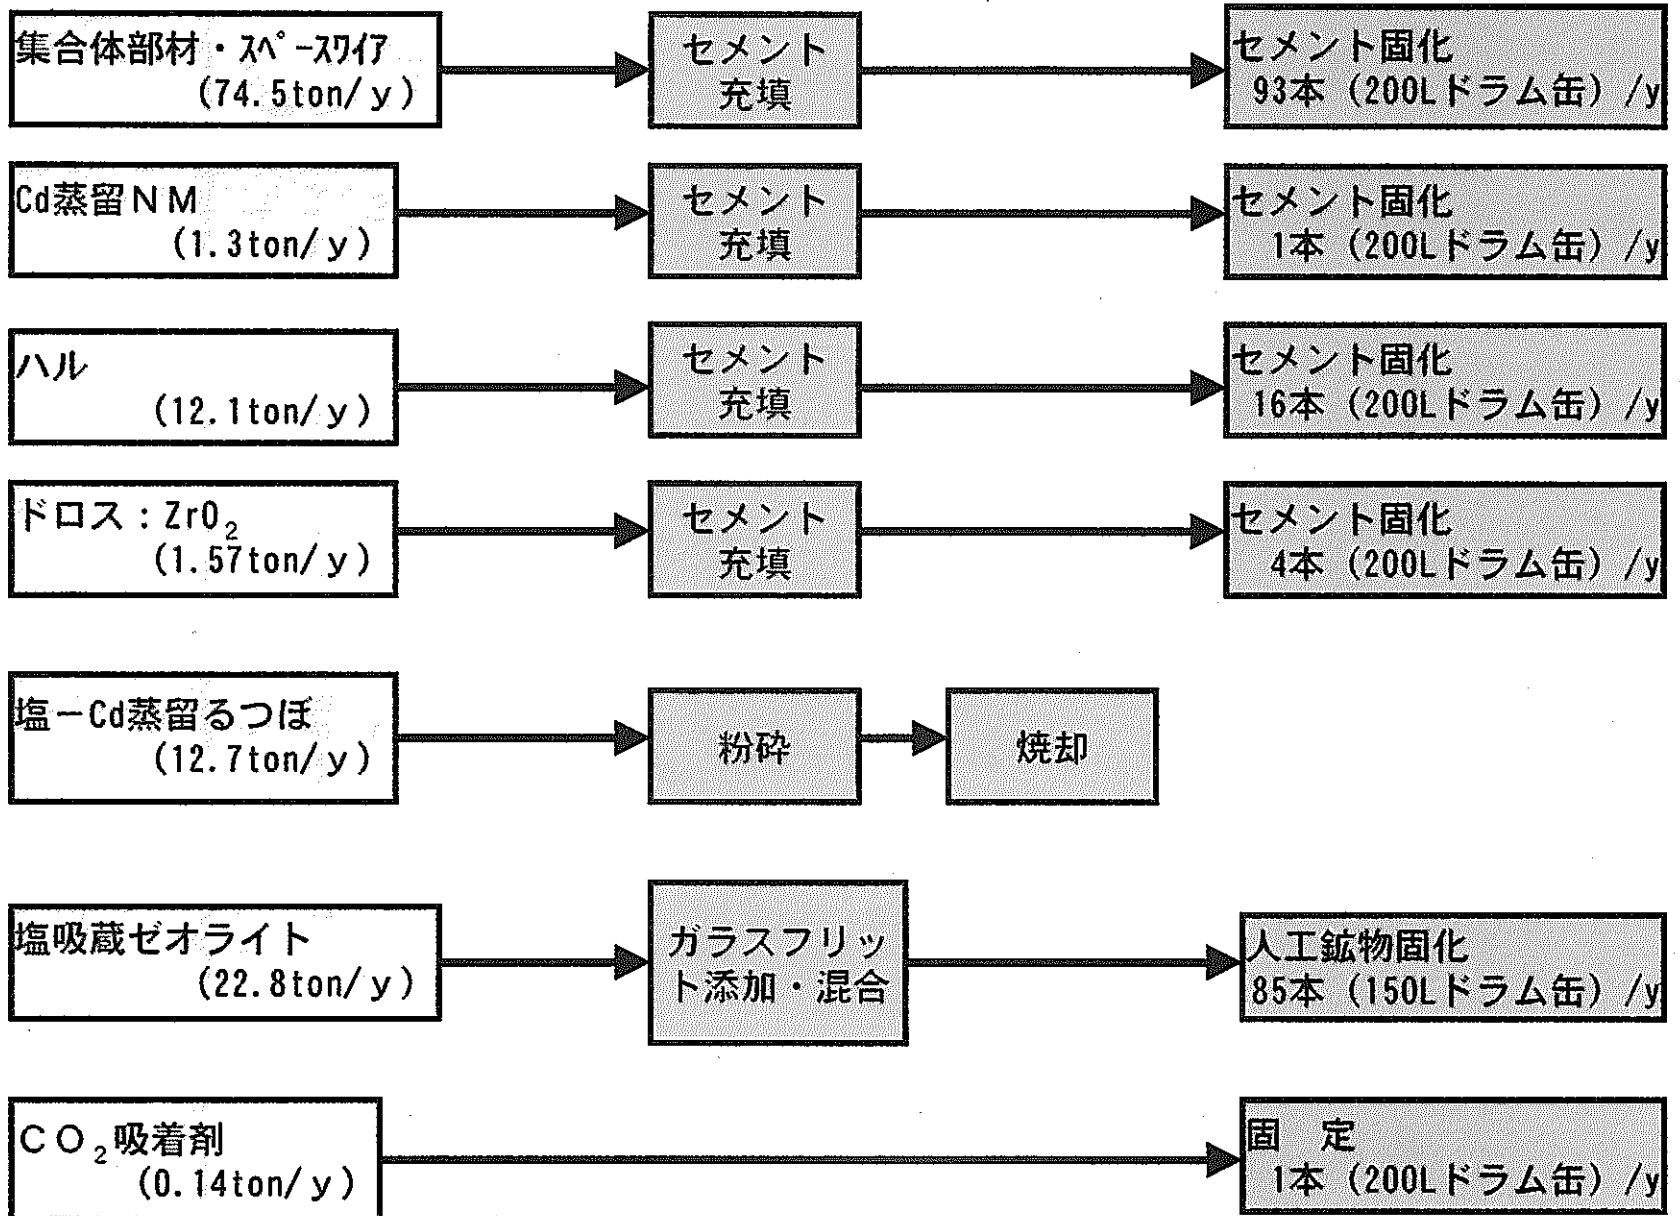 集合体部材・スペースワイア
(74.5ton/y)
セメント
充填
セメント固化
93本 (200Lドラム缶) /y
Cd蒸留NM
(1.3ton/y)
セメント
充填
セメント固化
1本 (200Lドラム缶) /y
ハル
(12.1ton/y)
セメント
充填
セメント固化
16本 (200Lドラム缶) /y
ドロス:ZrO₂
(1.57ton/y)
セメント
充填
セメント固化
4本 (200Lドラム缶) /y
塩-Cd蒸留るつぼ
(12.7ton/y)
粉砕
焼却
塩吸蔵ゼオライト
(22.8ton/y)
ガラスフリッ
ト添加・混合
人工鉱物固化
85本 (150Lドラム缶) /y
CO₂吸着剤
(0.14ton/y)
固 定
1本 (200Lドラム缶) /y